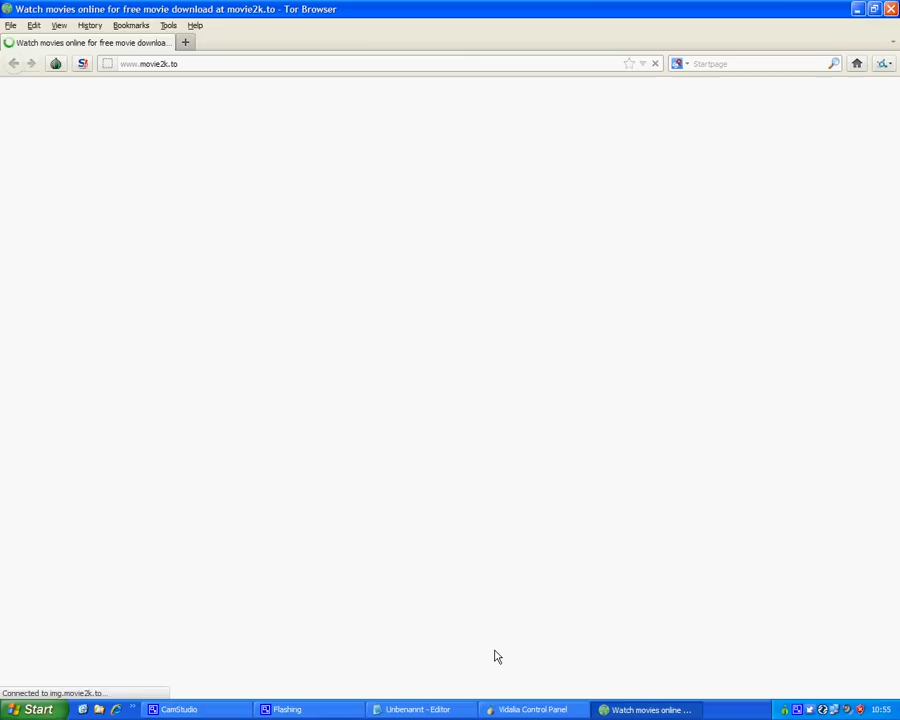 Watch movies online for free movie download at movie2k.to - Tor Browser
File Edit View History Bookmarks Tools Help
Watch movies online for free movie downloa...
www.movie2k.to
Startpage
Connected to img.movie2k.to...
Start CamStudio Flashing Unbenannt - Editor Vidalia Control Panel Watch movies online ... 10:55